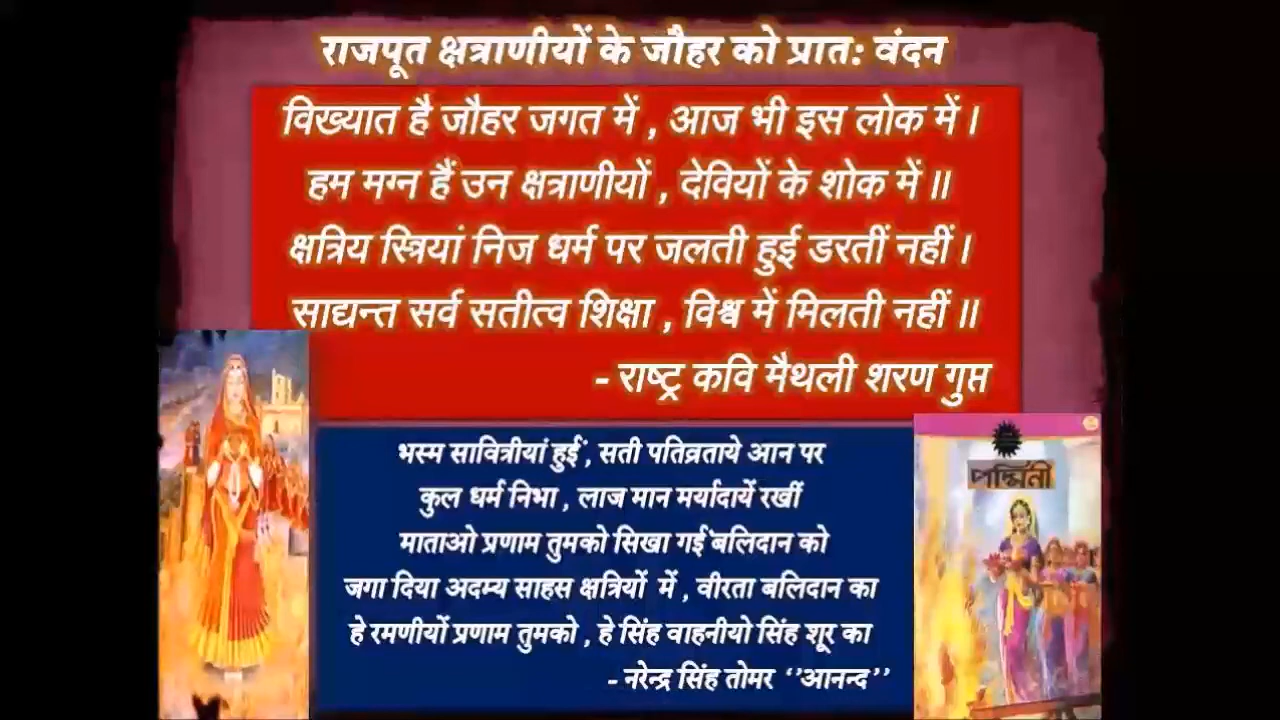 राजपूत क्षत्राणीयों के जौहर को प्रात: वंदन
विख्यात है जौहर जगत में , आज भी इस लोक में ।
हम मग्न हैं उन क्षत्राणीयों , देवियों के शोक में ॥
क्षत्रिय स्त्रियां निज धर्म पर जलती हुई डरतीं नहीं ।
साद्यन्त सर्व सतीत्व शिक्षा , विश्व में मिलती नहीं ॥
- राष्ट्र कवि मैथली शरण गुप्त
भस्म सावित्रीयां हुईं , सती पतिव्रताये आन पर
कुल धर्म निभा , लाज मान मर्यादायें रखीं
माताओ प्रणाम तुमको सिखा गईं बलिदान को
जगा दिया अदम्य साहस क्षत्रियों में , वीरता बलिदान का
हे रमणीयों प्रणाम तुमको , हे सिंह वाहनीयो सिंह शूर का
- नरेन्द्र सिंह तोमर ‘’आनन्द’’